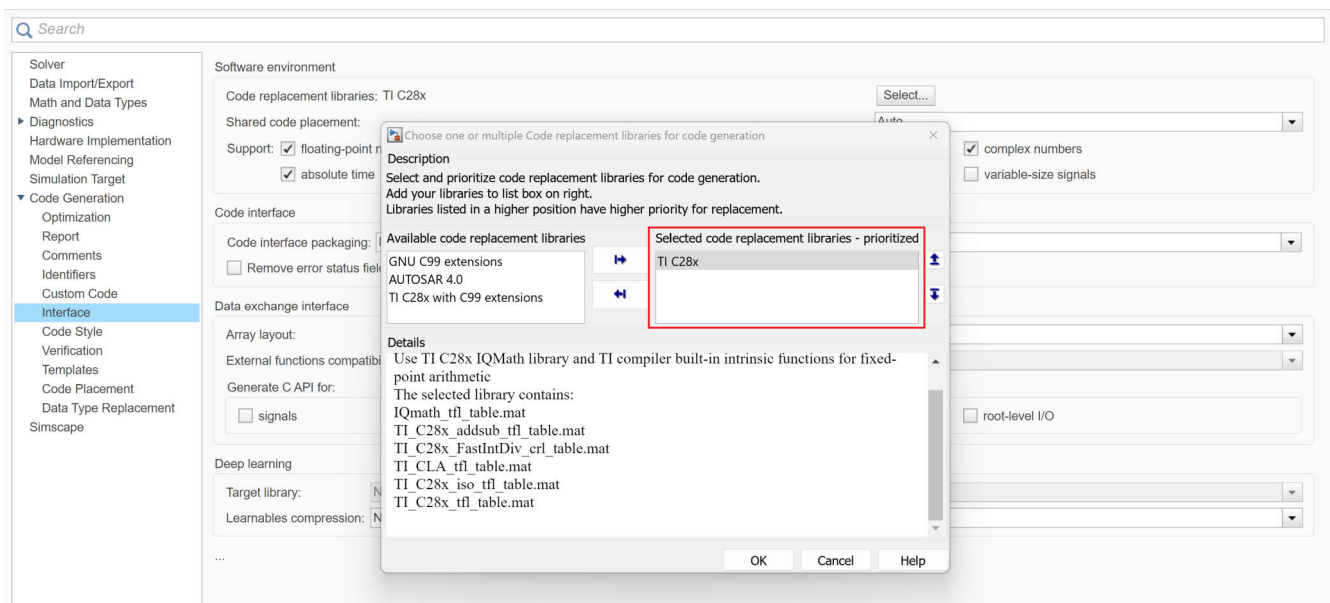 Search
Solver
Data Import/Export
Math and Data Types
Diagnostics
Hardware Implementation
Model Referencing
Simulation Target
Code Generation
Optimization
Report
Comments
Identifiers
Custom Code
Interface
Code Style
Verification
Templates
Code Placement
Data Type Replacement
Simscape
Software environment
Code replacement libraries: TI C28x
Select...
Shared code placement:
Auto
Support: floating-point
complex numbers
absolute time
variable-size signals
Code interface
Code interface packaging:
Remove error status
Data exchange interface
Array layout:
External functions
Generate C API for:
signals
root-level I/O
Deep learning
Target library:
Learnables compression:
...
Choose one or multiple Code replacement libraries for code generation
Description
Select and prioritize code replacement libraries for code generation.
Add your libraries to list box on right.
Libraries listed in a higher position have higher priority for replacement.
Available code replacement libraries
GNU C99 extensions
AUTOSAR 4.0
TI C28x with C99 extensions
Selected code replacement libraries - prioritized
TI C28x
Details
Use TI C28x IQMath library and TI compiler built-in intrinsic functions for fixed-
point arithmetic
The selected library contains:
IQmath_tfl_table.mat
TI_C28x_addsub_tfl_table.mat
TI_C28x_FastIntDiv_crl_table.mat
TI_CLA_tfl_table.mat
TI_C28x_iso_tfl_table.mat
TI_C28x_tfl_table.mat
OK
Cancel
Help